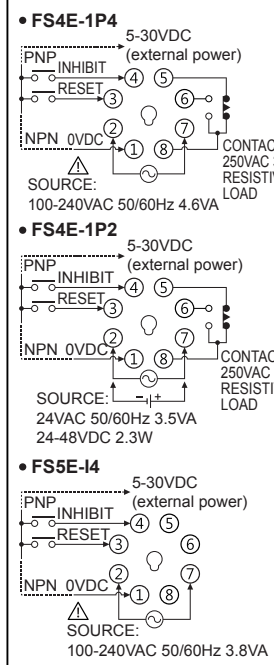 • FS4E-1P4
5-30VDC
(external power)
PNP
INHIBIT
RESET
4 5
3 6
2 7
1 8
NPN 0VDC
250VAC
RESISTIV
LOAD
SOURCE:
100-240VAC 50/60Hz 4.6VA
• FS4E-1P2
5-30VDC
(external power)
PNP
INHIBIT
RESET
4 5
3 6
2 7
1 8
NPN 0VDC
CONTAC
250VAC
RESISTIV
LOAD
- +
SOURCE:
24VAC 50/60Hz 3.5VA
24-48VDC 2.3W
• FS5E-I4
5-30VDC
(external power)
PNP
INHIBIT
RESET
4 5
3 6
2 7
1 8
NPN 0VDC
SOURCE:
100-240VAC 50/60Hz 3.8VA